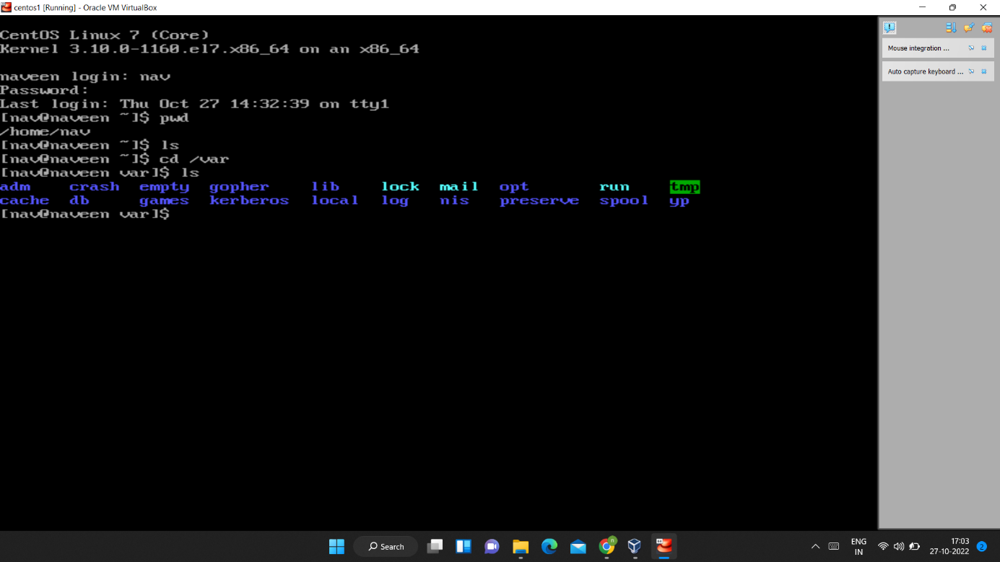 centos1 [Running] - Oracle VM VirtualBox
CentOS Linux 7 (Core)
Kernel 3.10.0-1160.el7.x86_64 on an x86_64
naveen login: nav
Password:
Last login: Thu Oct 27 14:32:39 on tty1
[nav@naveen ~]$ pwd
/home/nav
[nav@naveen ~]$ ls
[nav@naveen ~]$ cd /var
[nav@naveen var]$ ls
adm crash empty gopher lib lock mail opt run tmp
cache db games kerberos local log nis preserve spool yp
[nav@naveen var]$
Mouse integration ...
Auto capture keyboard ...
Search
ENG
IN
17:03
27-10-2022
2